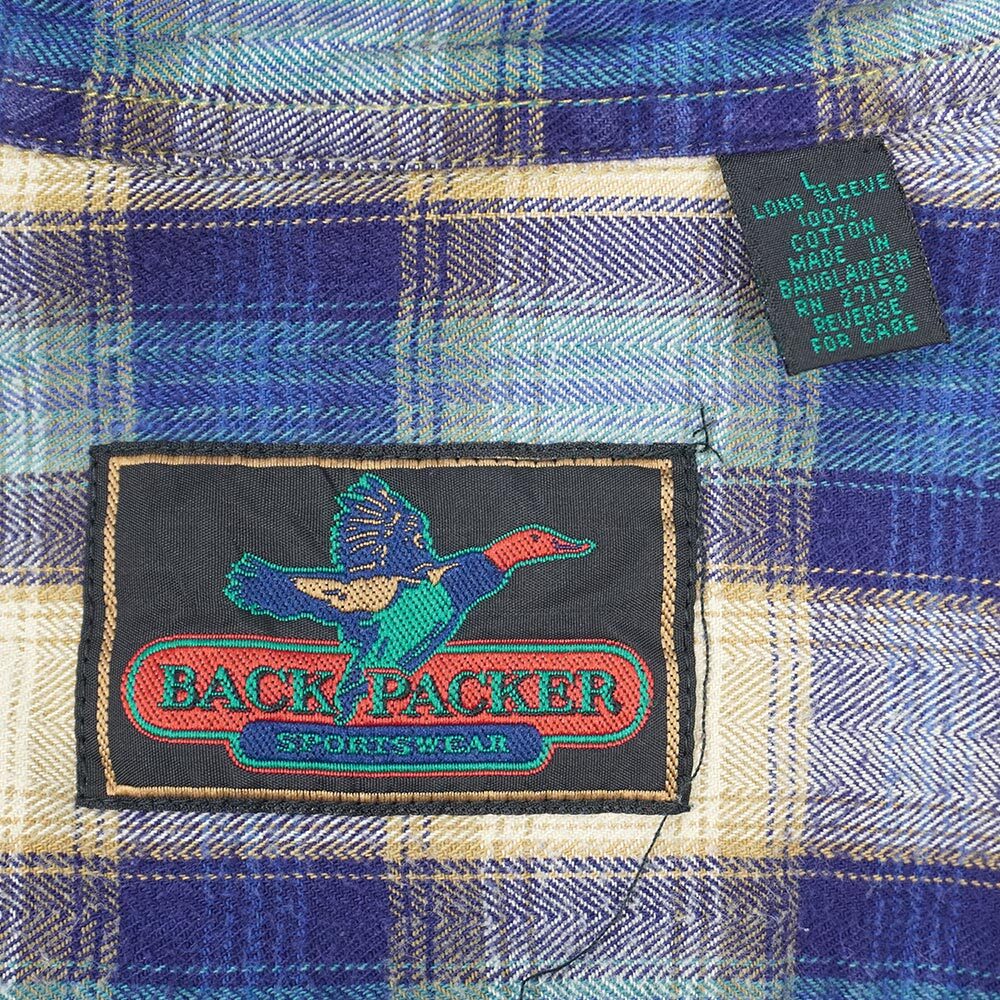 L
LONG SLEEVE
100%
COTTON
MADE IN
BANGLADESH
RN 27158
REVERSE
FOR CARE
BACK PACKER
SPORTSWEAR